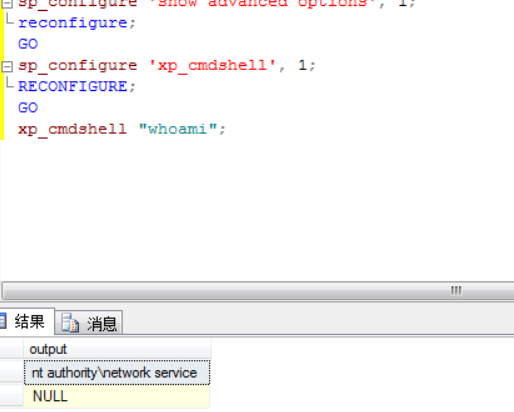 sp_configure 'show advanced options', 1;
reconfigure;
GO
sp_configure 'xp_cmdshell', 1;
RECONFIGURE;
GO
xp_cmdshell "whoami";
结果 消息
output
nt authority\network service
NULL